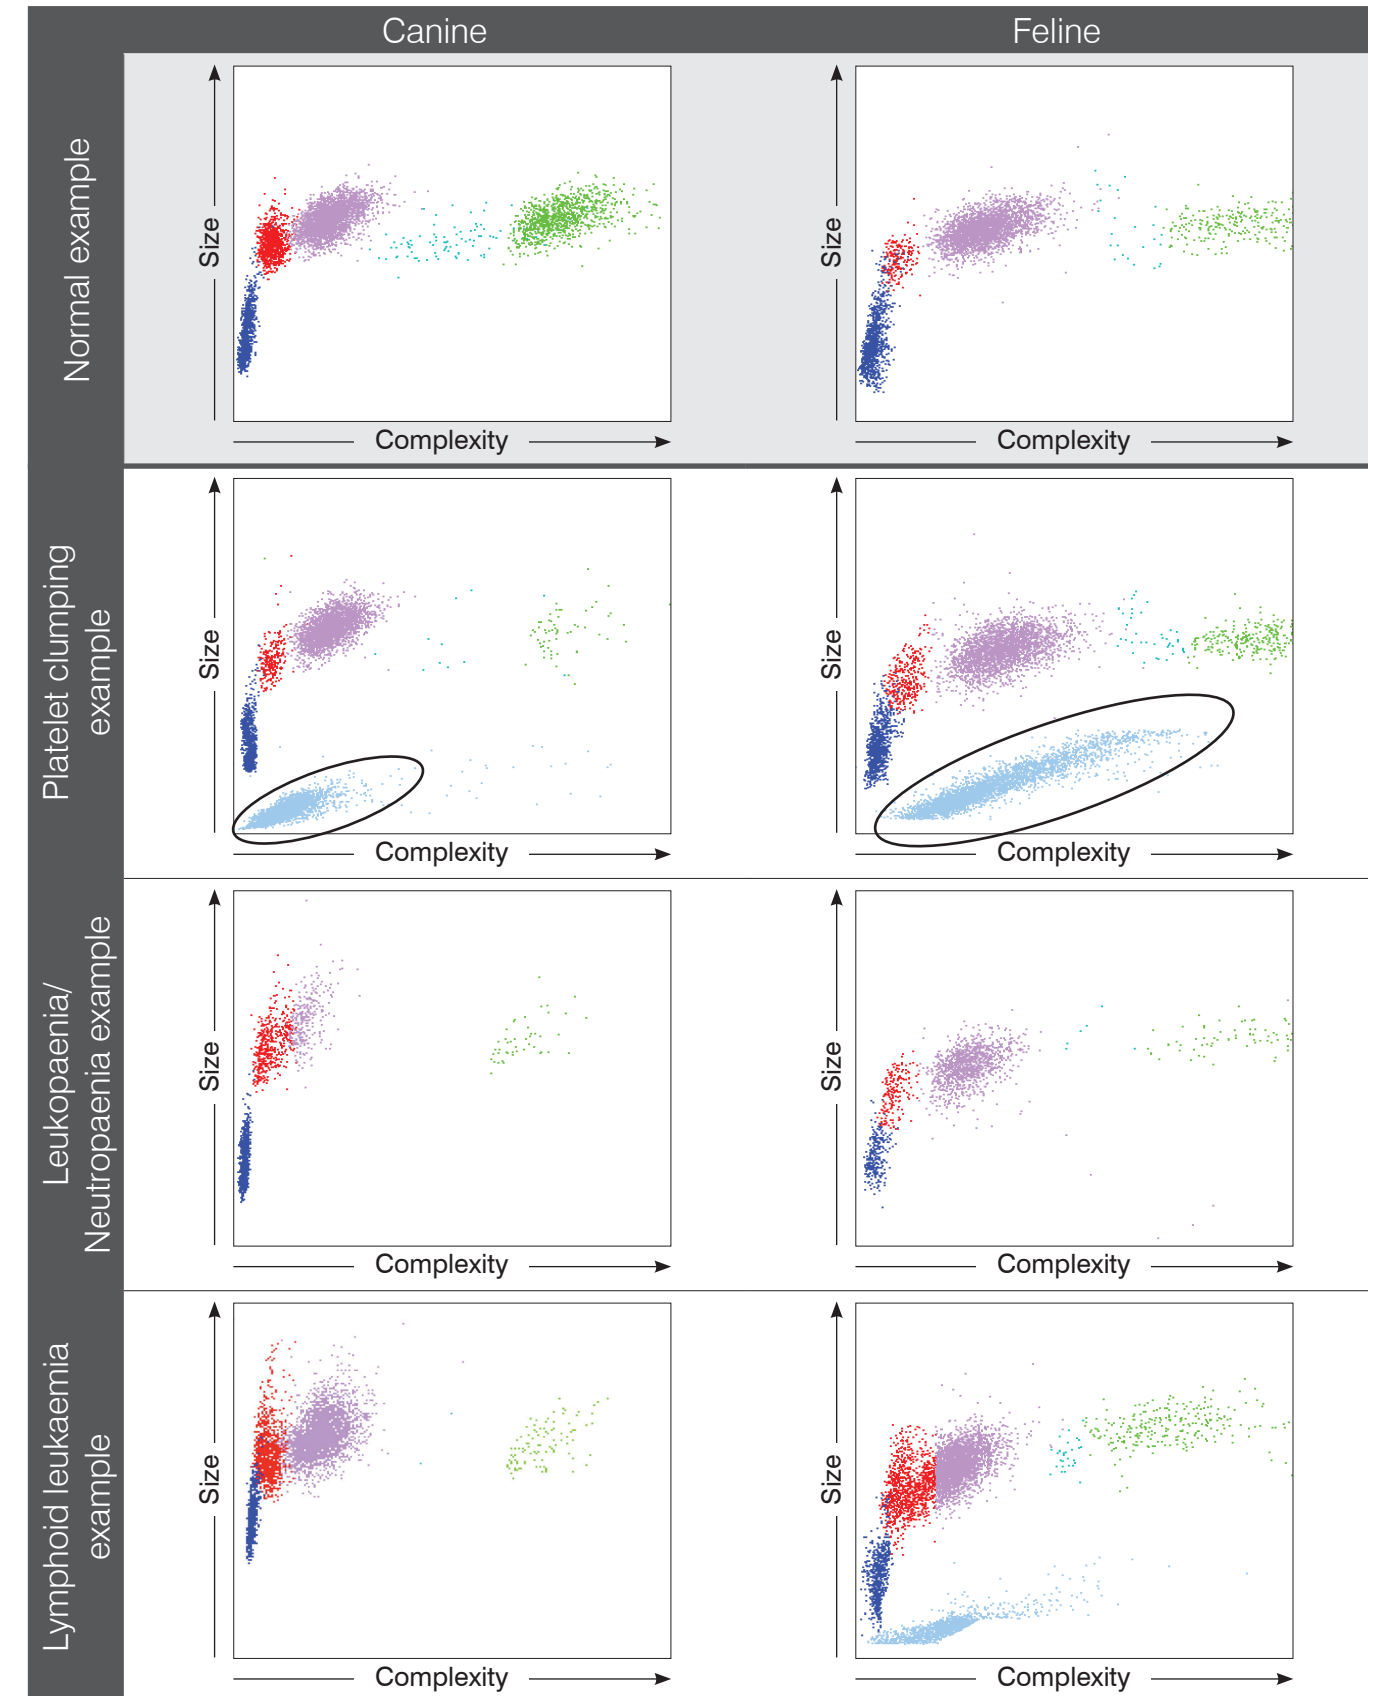 Canine
Feline
Normal example
Size
Complexity
Size
Complexity
Platelet clumping
example
Size
Complexity
Size
Complexity
Leukopaenia/
Neutropaenia example
Size
Complexity
Size
Complexity
Lymphoid leukaemia
example
Size
Complexity
Size
Complexity